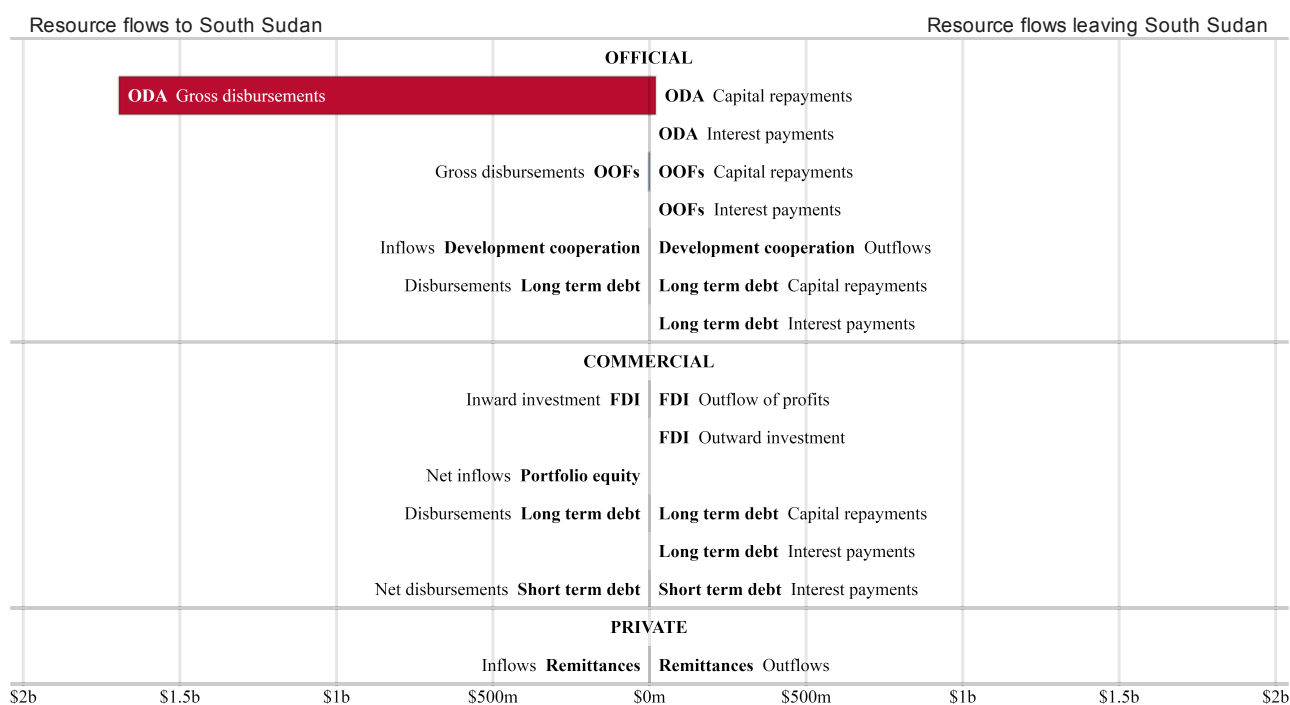 Resource flows to South Sudan Resource flows leaving South Sudan
OFFICIAL
ODA Gross disbursements ODA Capital repayments
ODA Interest payments
Gross disbursements OOFs OOFs Capital repayments
OOFs Interest payments
Inflows Development cooperation Development cooperation Outflows
Disbursements Long term debt Long term debt Capital repayments
Long term debt Interest payments
COMMERCIAL
Inward investment FDI FDI Outflow of profits
FDI Outward investment
Net inflows Portfolio equity
Disbursements Long term debt Long term debt Capital repayments
Long term debt Interest payments
Net disbursements Short term debt Short term debt Interest payments
PRIVATE
Inflows Remittances Remittances Outflows
$2b $1.5b $1b $500m $0m $500m $1b $1.5b $2b